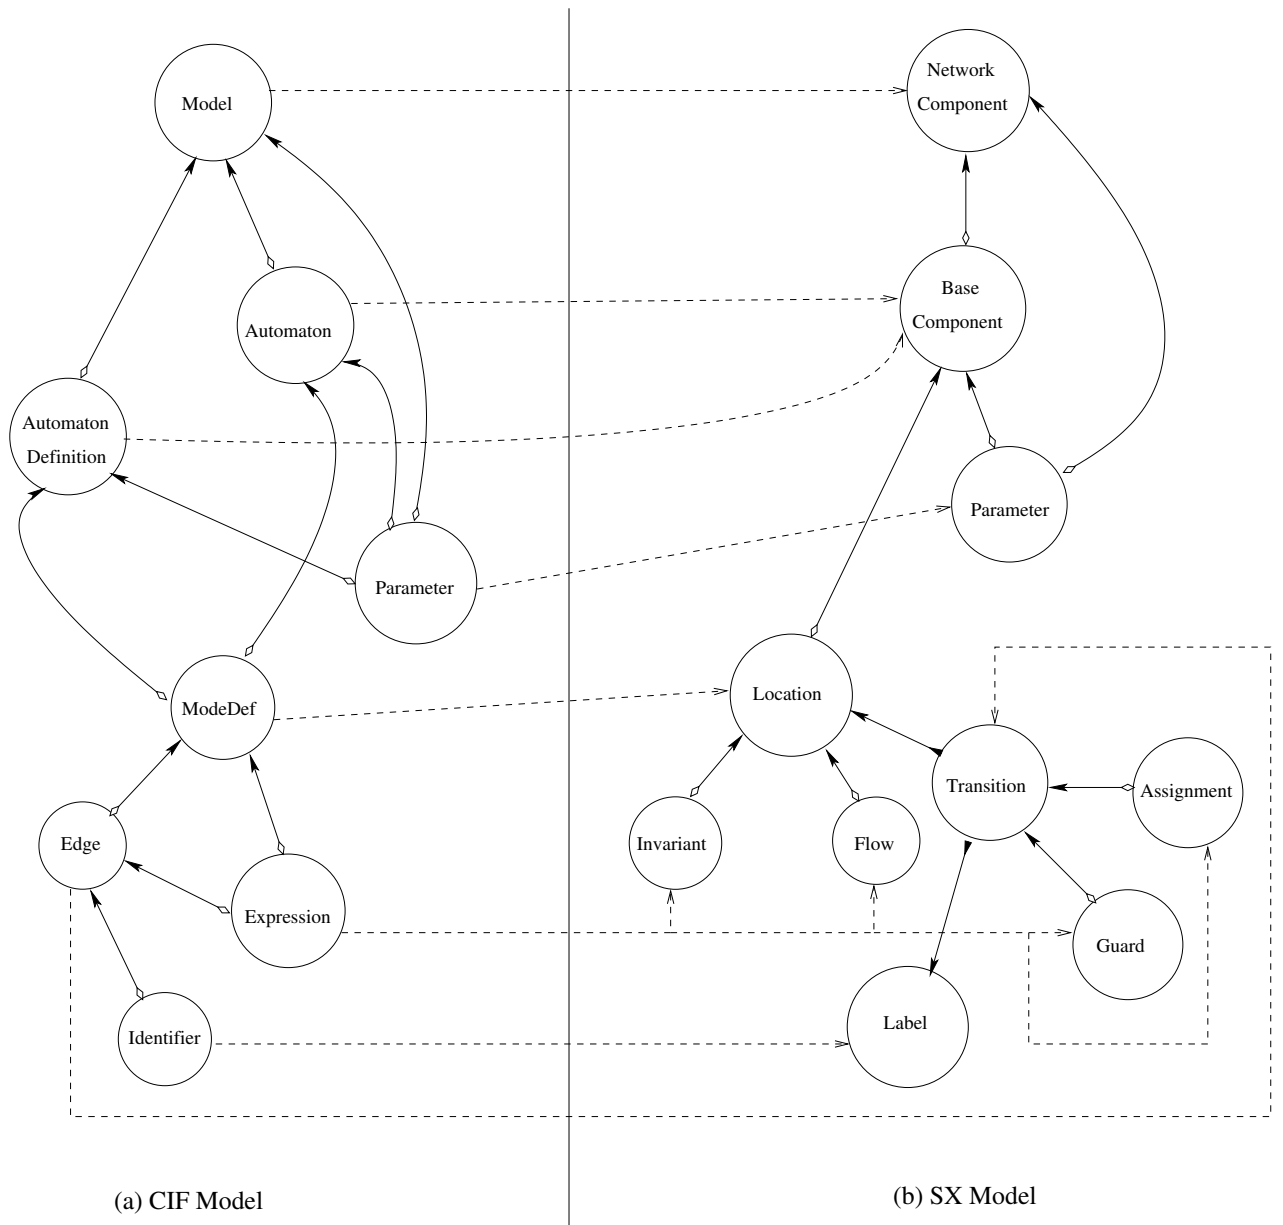 Model
Automaton
Automaton
Definition
Parameter
ModeDef
Edge
Expression
Identifier
(a) CIF Model
Network
Component
Base
Component
Parameter
Location
Transition
Assignment
Invariant
Flow
Guard
Label
(b) SX Model